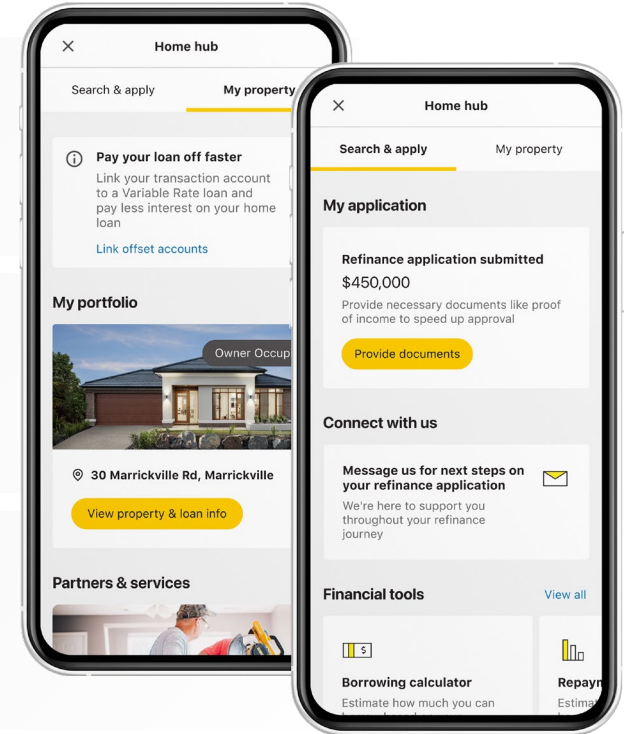 Home hub
Search & apply
My property
Pay your loan off faster
Link your transaction account
to a Variable Rate loan and
pay less interest on your home
loan
Link offset accounts
My portfolio
Owner Occup
30 Marrickville Rd, Marrickville
View property & loan info
Partners & services
Home hub
Search & apply
My property
My application
Refinance application submitted
$450,000
Provide necessary documents like proof
of income to speed up approval
Provide documents
Connect with us
Message us for next steps on
your refinance application
We're here to support you
throughout your refinance
journey
Financial tools
View all
$
Borrowing calculator
Estimate how much you can
Repaym
Estimat